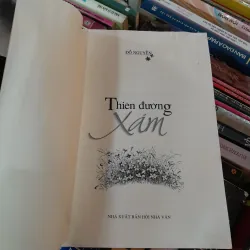 ĐỖ NGUYÊN
Thiên đường
Xám
NHÀ XUẤT BẢN HỘI NHÀ VĂN